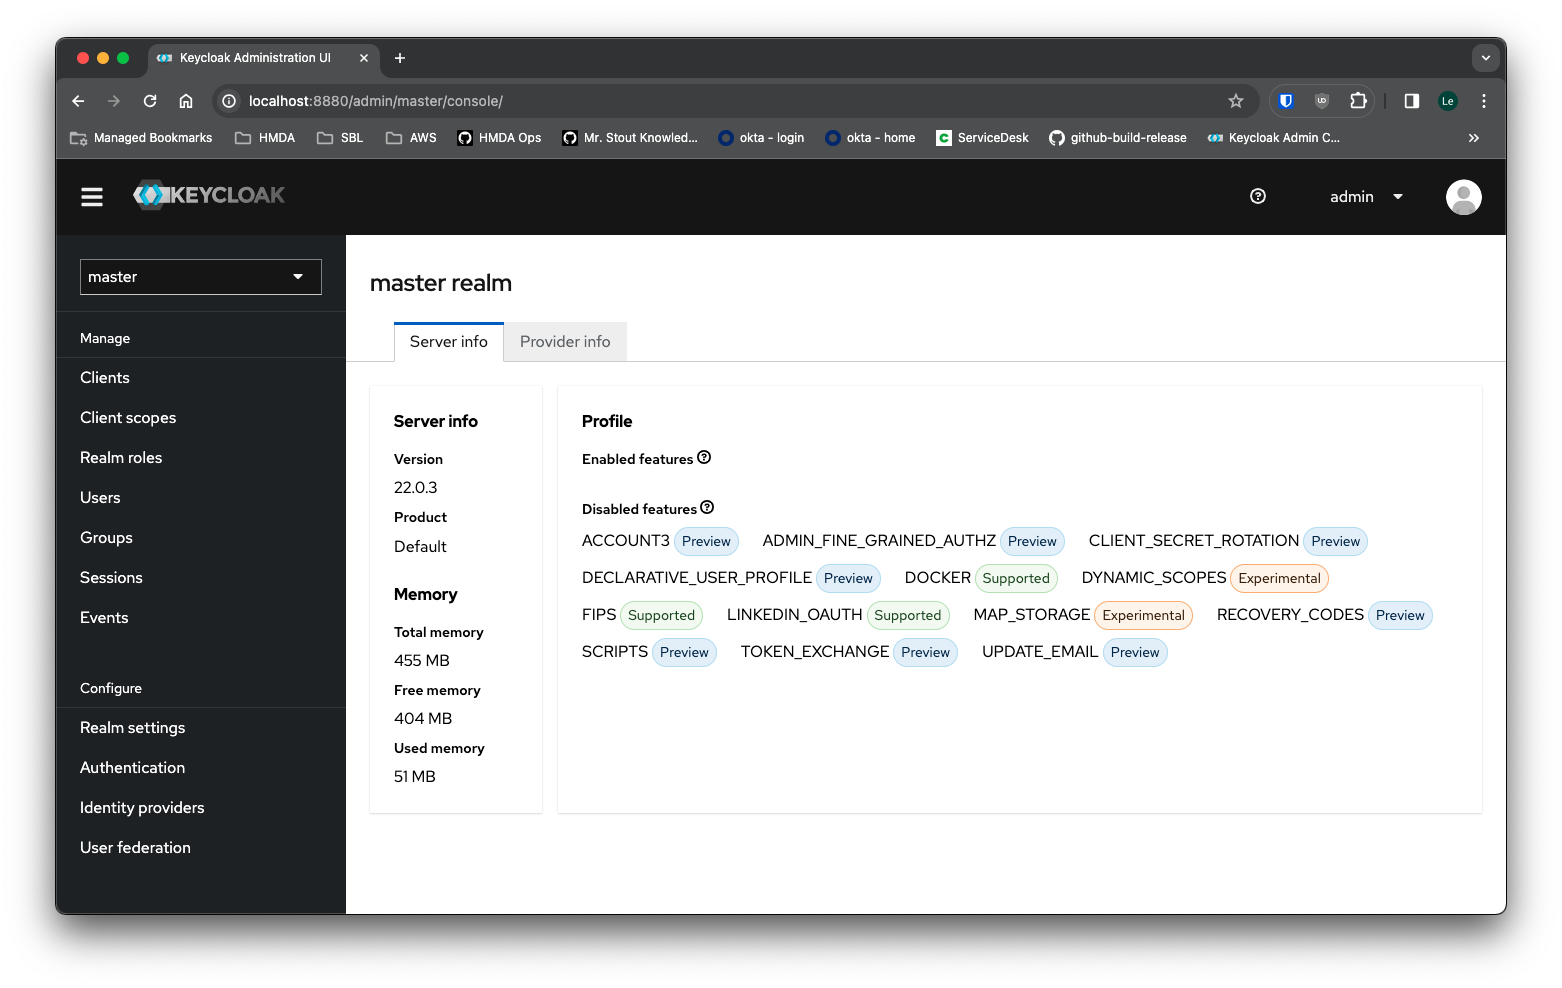 Keycloak Administration UI
localhost:8880/admin/master/console/
Le
Managed Bookmarks HMDA SBL AWS HMDA Ops Mr. Stout Knowled... okta - login okta - home ServiceDesk github-build-release Keycloak Admin C... »
KEYCLOAK
admin
master
Manage
Clients
Client scopes
Realm roles
Users
Groups
Sessions
Events
Configure
Realm settings
Authentication
Identity providers
User federation
master realm
Server info Provider info
Server info
Version
22.0.3
Product
Default
Memory
Total memory
455 MB
Free memory
404 MB
Used memory
51 MB
Profile
Enabled features
Disabled features
ACCOUNT3 Preview ADMIN_FINE_GRAINED_AUTHZ Preview CLIENT_SECRET_ROTATION Preview
DECLARATIVE_USER_PROFILE Preview DOCKER Supported DYNAMIC_SCOPES Experimental
FIPS Supported LINKEDIN_OAUTH Supported MAP_STORAGE Experimental RECOVERY_CODES Preview
SCRIPTS Preview TOKEN_EXCHANGE Preview UPDATE_EMAIL Preview